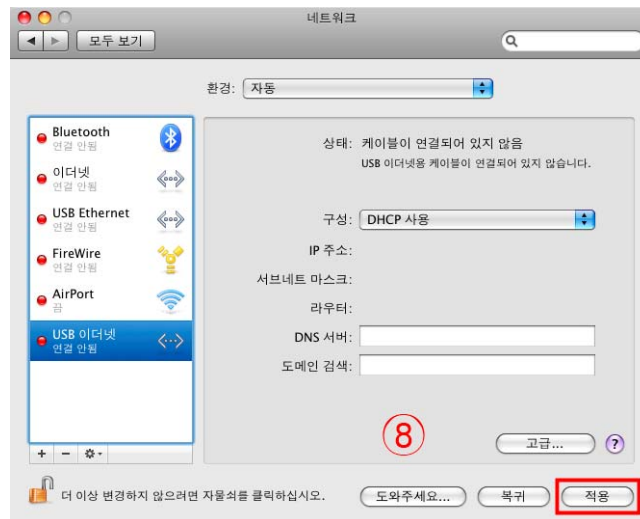 네트워크
모두 보기
환경: 자동
Bluetooth
연결 안됨
이더넷
연결 안됨
USB Ethernet
연결 안됨
FireWire
연결 안됨
AirPort
끔
USB 이더넷
연결 안됨
상태: 케이블이 연결되어 있지 않음
USB 이더넷용 케이블이 연결되어 있지 않습니다.
구성: DHCP 사용
IP 주소:
서브네트 마스크:
라우터:
DNS 서버:
도메인 검색:
⑧
고급... ?
더 이상 변경하지 않으려면 자물쇠를 클릭하십시오.
도와주세요... 복귀 적용